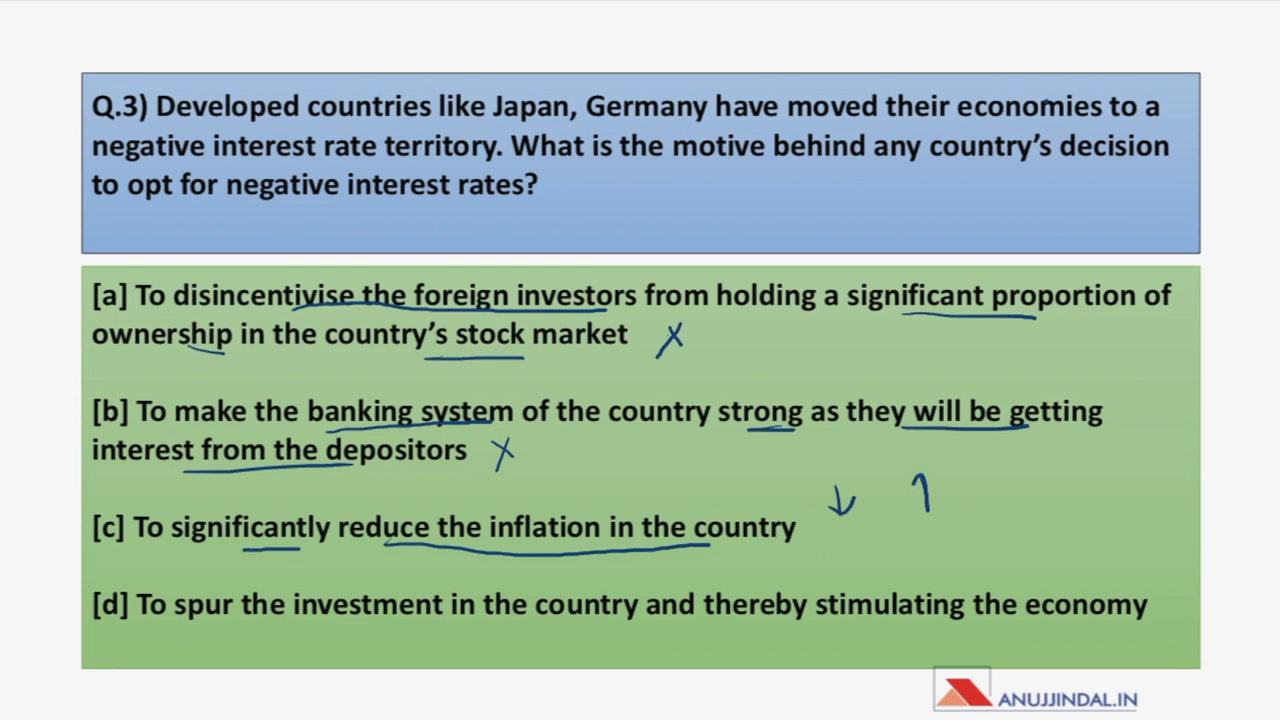 Q.3) Developed countries like Japan, Germany have moved their economies to a
negative interest rate territory. What is the motive behind any country’s decision
to opt for negative interest rates?
[a] To disincentivise the foreign investors from holding a significant proportion of
ownership in the country’s stock market
[b] To make the banking system of the country strong as they will be getting
interest from the depositors
[c] To significantly reduce the inflation in the country
[d] To spur the investment in the country and thereby stimulating the economy
ANUJJINDAL.IN